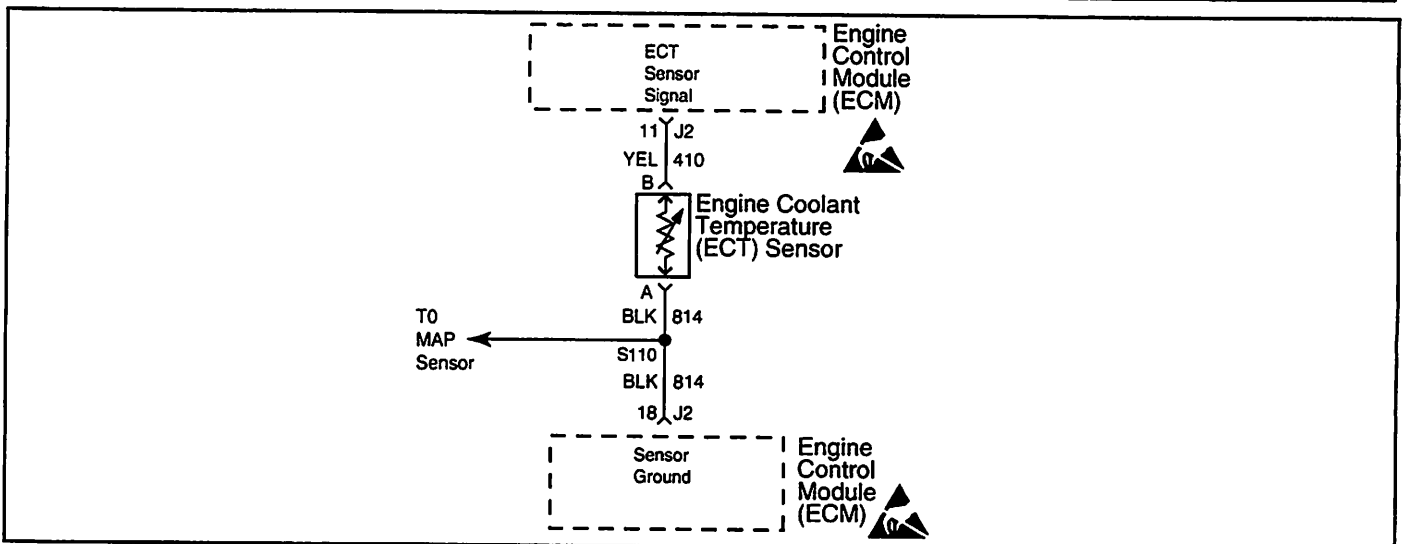 ECT
Sensor
Signal
Engine
Control
Module
(ECM)
11 J2
YEL 410
B
Engine Coolant
Temperature
(ECT) Sensor
A
BLK 814
TO
MAP
Sensor
S110
BLK 814
18 J2
Sensor
Ground
Engine
Control
Module
(ECM)